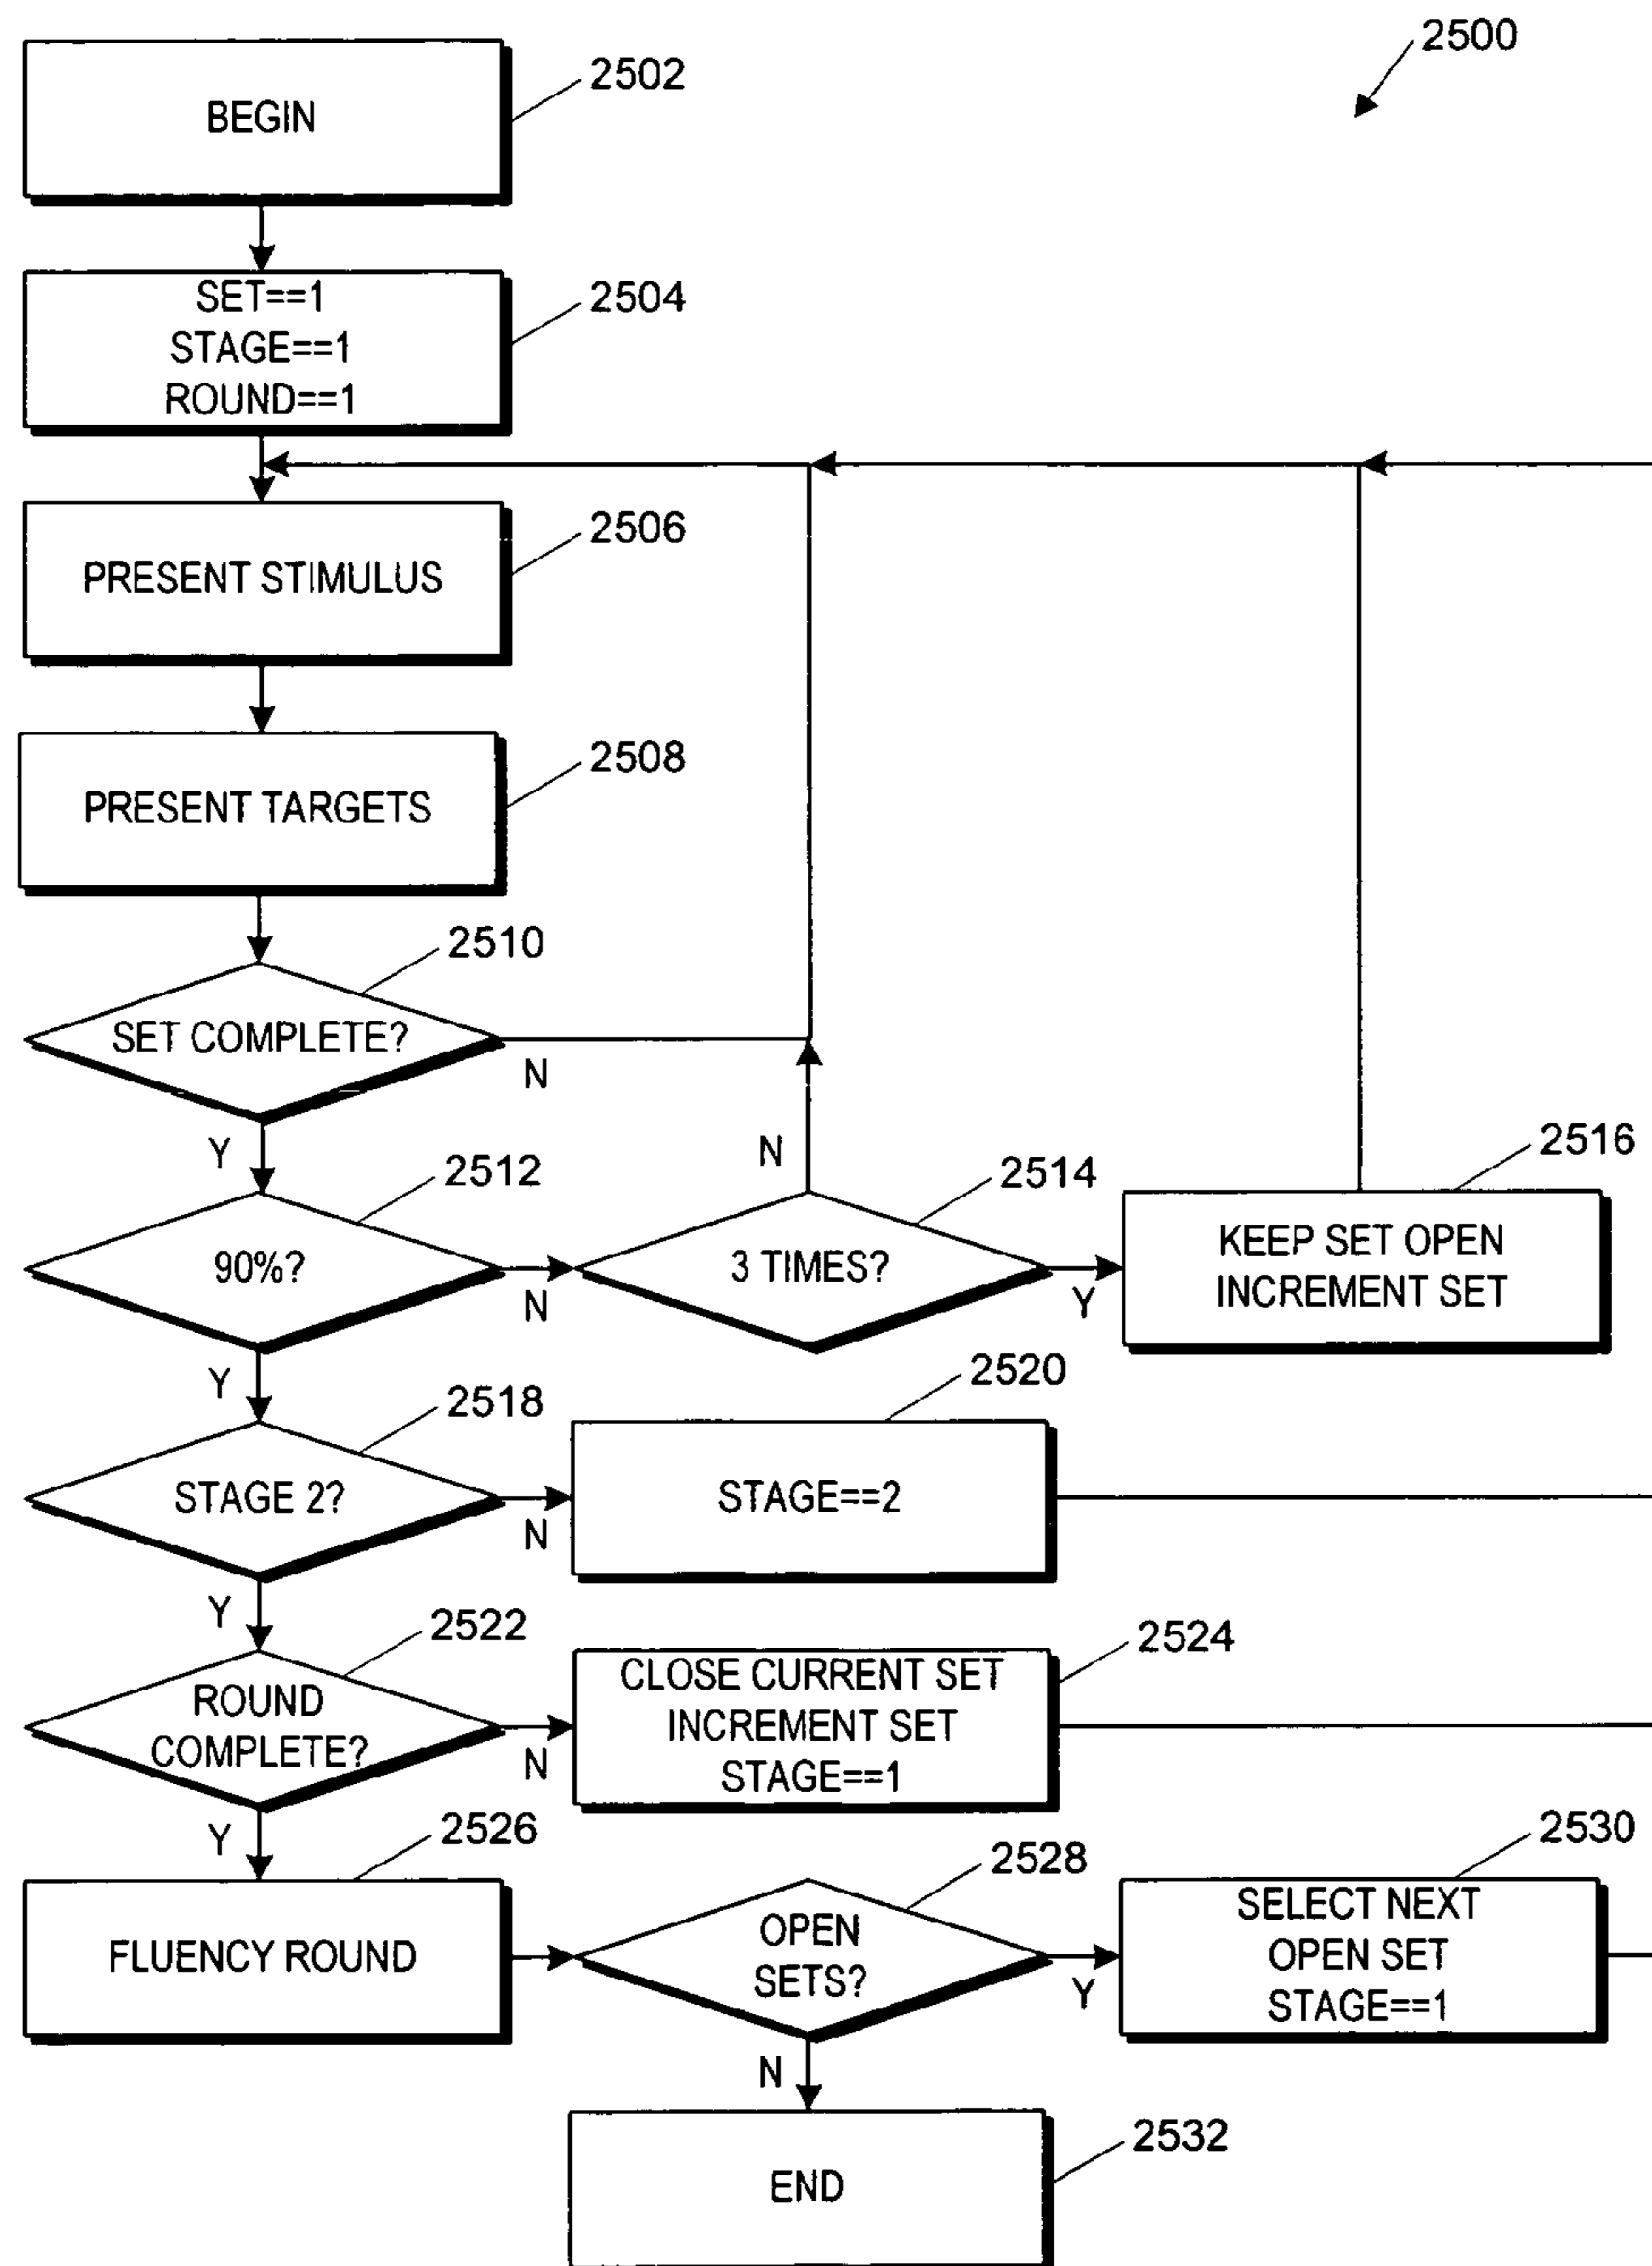 2500
2502
BEGIN
2504
SET==1
STAGE==1
ROUND==1
2506
PRESENT STIMULUS
2508
PRESENT TARGETS
2510
SET COMPLETE?
N
Y
2512
90%?
N
2514
3 TIMES?
N
Y
2516
KEEP SET OPEN
INCREMENT SET
Y
2518
STAGE 2?
N
2520
STAGE==2
Y
2522
ROUND
COMPLETE?
N
2524
CLOSE CURRENT SET
INCREMENT SET
STAGE==1
Y
2526
FLUENCY ROUND
2528
OPEN
SETS?
Y
2530
SELECT NEXT
OPEN SET
STAGE==1
N
2532
END